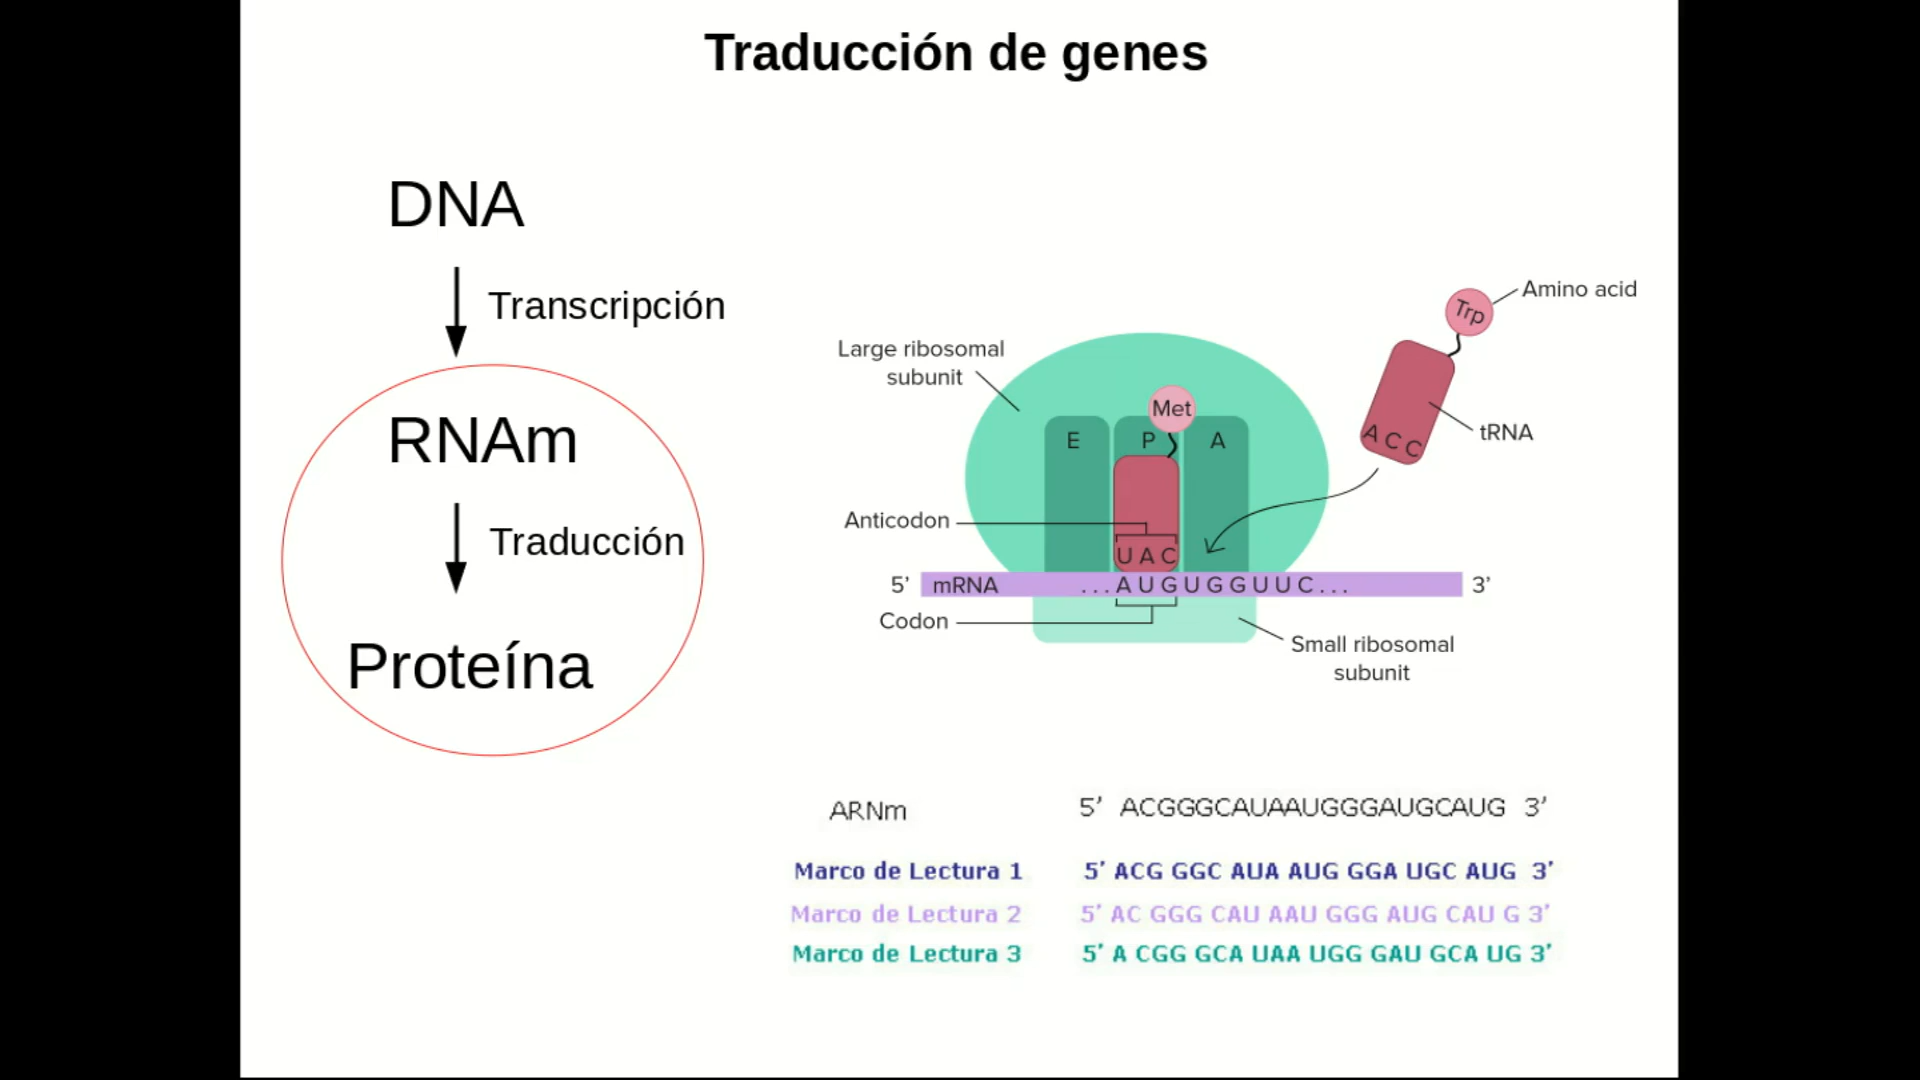 Traducción de genes
DNA
Transcripción
RNAm
Traducción
Proteína
Amino acid
Trp
Large ribosomal
subunit
Met
E P A
A C C
tRNA
Anticodon
U A C
5’ mRNA ...A U G U G G U U C... 3’
Codon
Small ribosomal
subunit
ARNm 5’ ACGGGCAUAAUGGGAUGCAUG 3’
Marco de Lectura 1 5’ ACG GGC AUA AUG GGA UGC AUG 3’
Marco de Lectura 2 5’ AC GGG CAU AAU GGG AUG CAU G 3’
Marco de Lectura 3 5’ A CGG GCA UAA UGG GAU GCA UG 3’